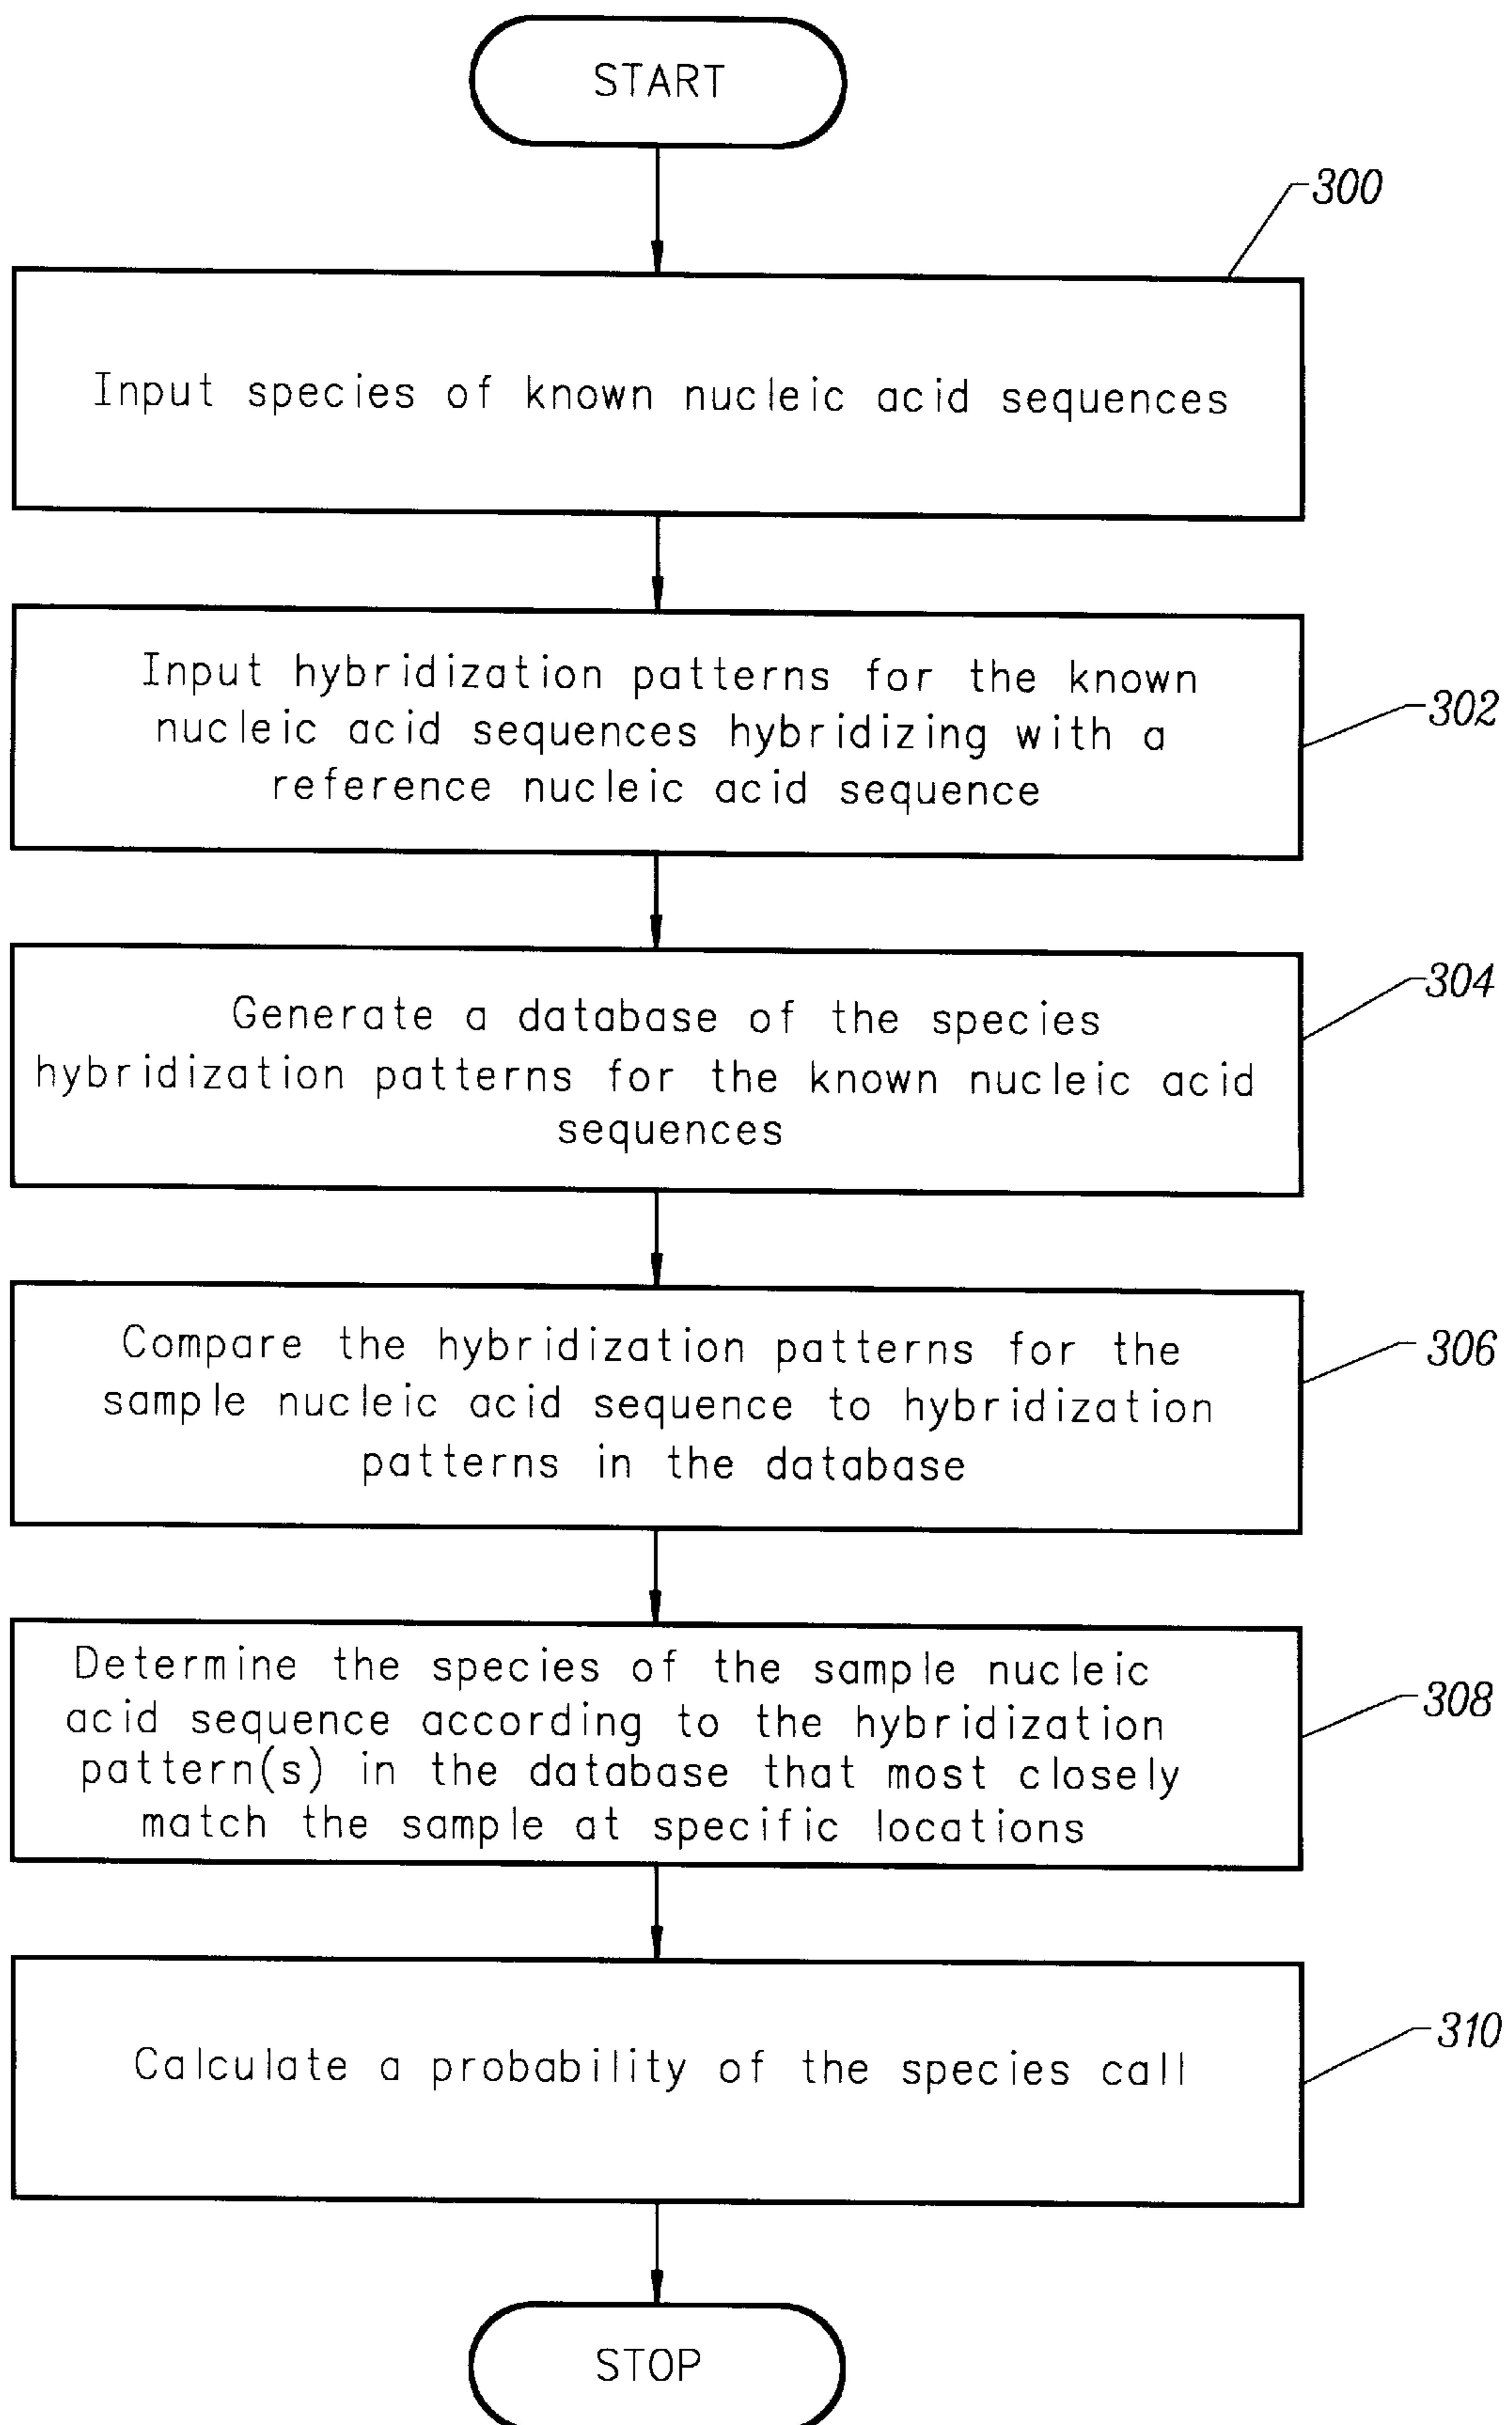 START
300
Input species of known nucleic acid sequences
Input hybridization patterns for the known
nucleic acid sequences hybridizing with a
reference nucleic acid sequence
302
Generate a database of the species
hybridization patterns for the known nucleic acid
sequences
304
Compare the hybridization patterns for the
sample nucleic acid sequence to hybridization
patterns in the database
306
Determine the species of the sample nucleic
acid sequence according to the hybridization
pattern(s) in the database that most closely
match the sample at specific locations
308
Calculate a probability of the species call
310
STOP